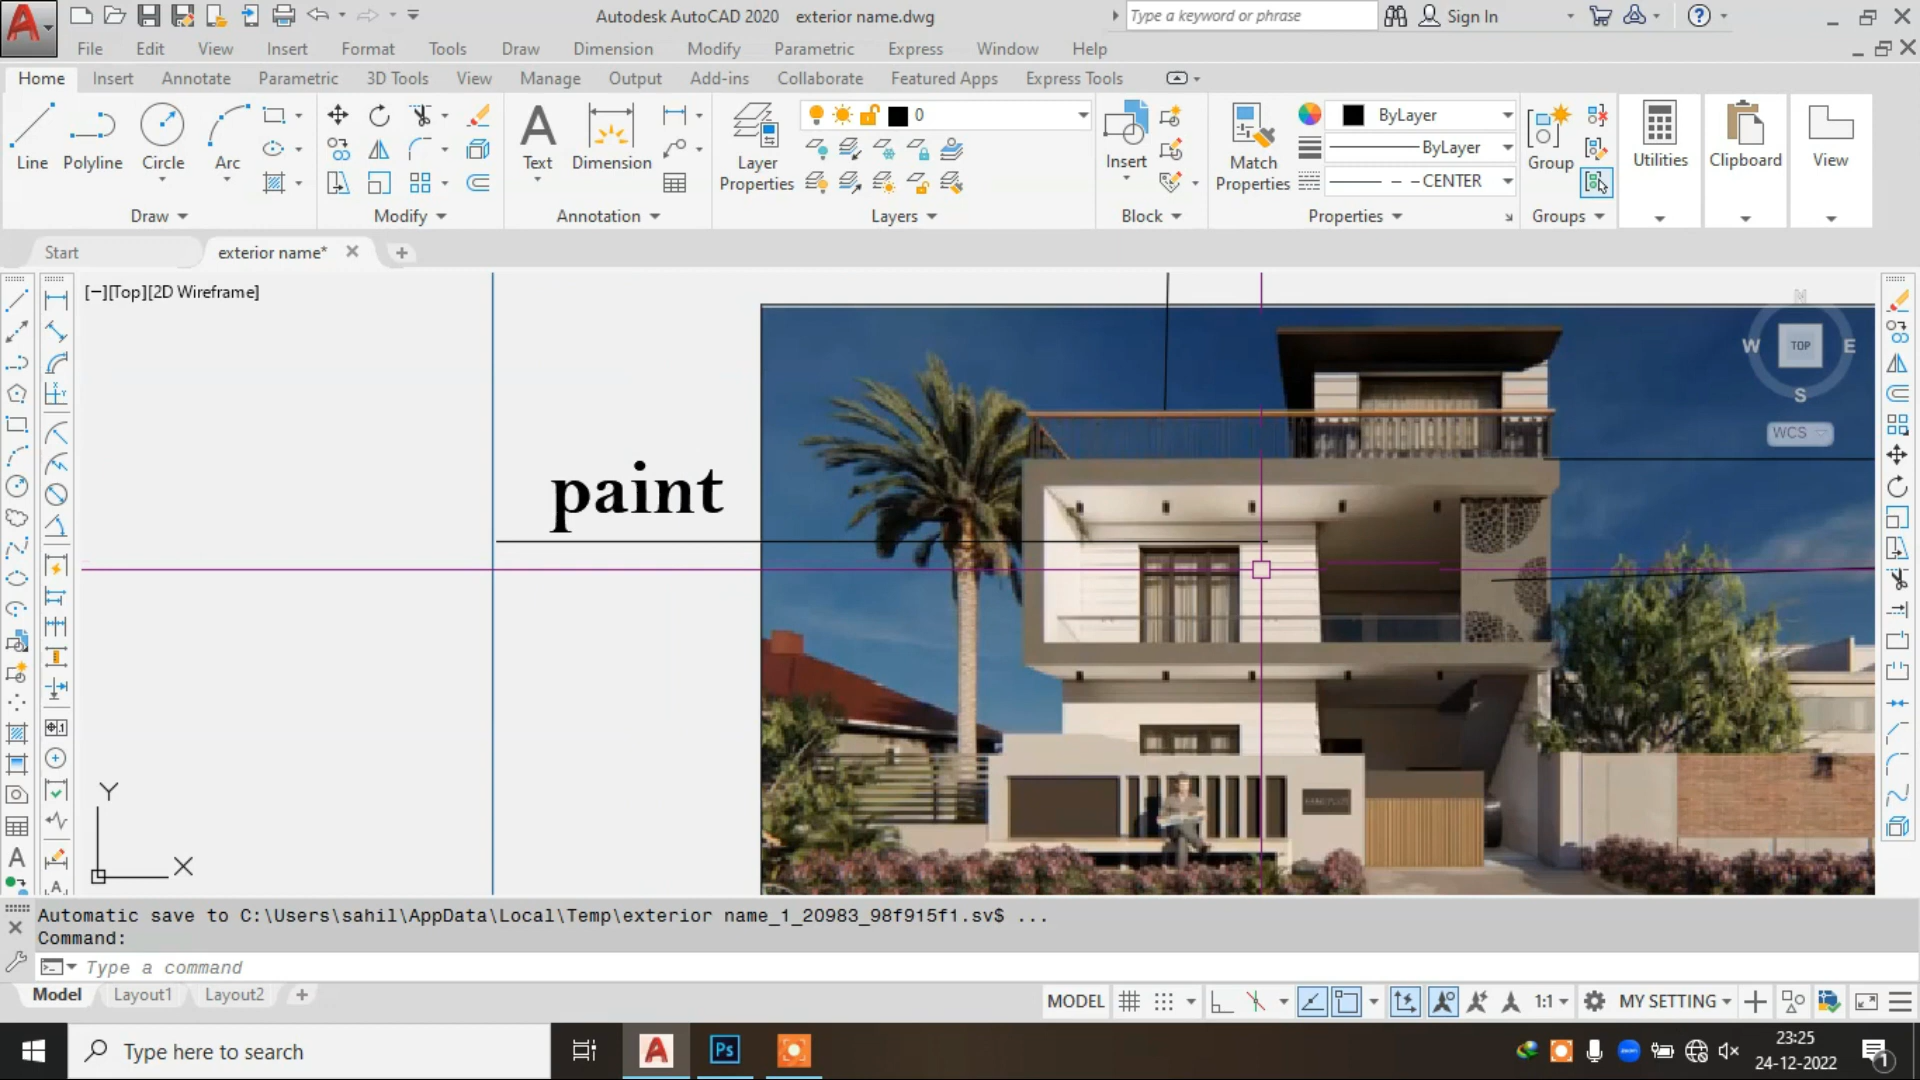 Autodesk AutoCAD 2020 exterior name.dwg
Type a keyword or phrase
Sign In
File Edit View Insert Format Tools Draw Dimension Modify Parametric Express Window Help
Home Insert Annotate Parametric 3D Tools View Manage Output Add-ins Collaborate Featured Apps Express Tools
Line Polyline Circle Arc
Text Dimension
Layer Properties
0
Insert
Match Properties
ByLayer
ByLayer
CENTER
Group
Utilities
Clipboard
View
Draw Modify Annotation Layers Block Properties Groups
Start exterior name*
[−][Top][2D Wireframe]
N
W TOP E
S
WCS
paint
Y
X
Automatic save to C:\Users\sahil\AppData\Local\Temp\exterior name_1_20983_98f915f1.sv$ ...
Command:
Type a command
Model Layout1 Layout2
MODEL 1:1 MY SETTING
Type here to search
A Ps
23:25
24-12-2022
1